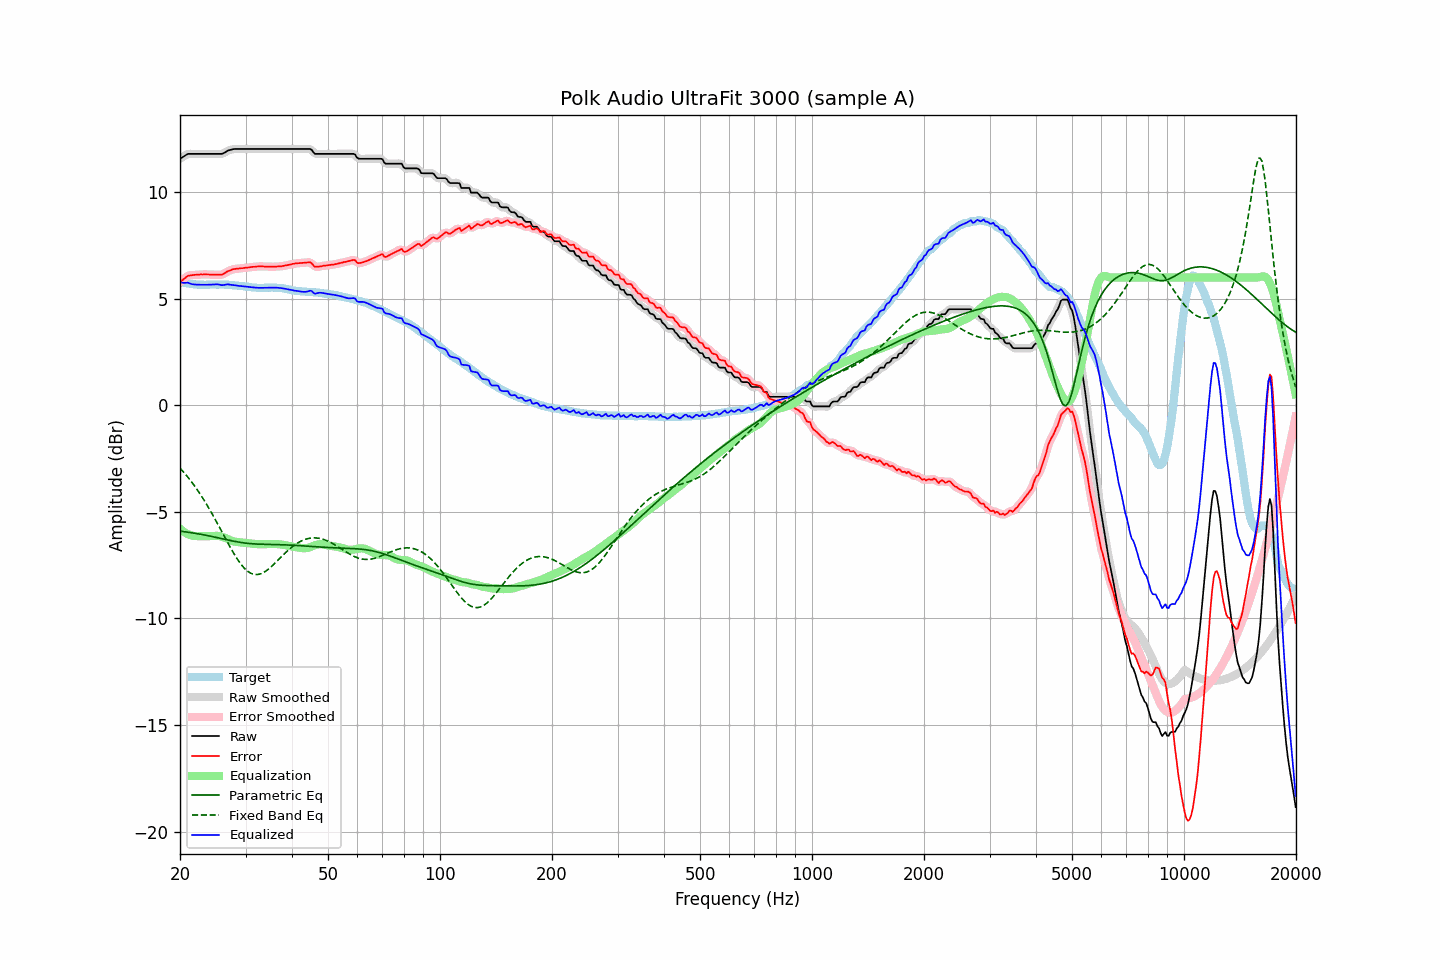 Polk Audio UltraFit 3000 (sample A)
Amplitude (dBr)
10
5
0
−5
−10
−15
−20
Target
Raw Smoothed
Error Smoothed
Raw
Error
Equalization
Parametric Eq
Fixed Band Eq
Equalized
20 50 100 200 500 1000 2000 5000 10000 20000
Frequency (Hz)